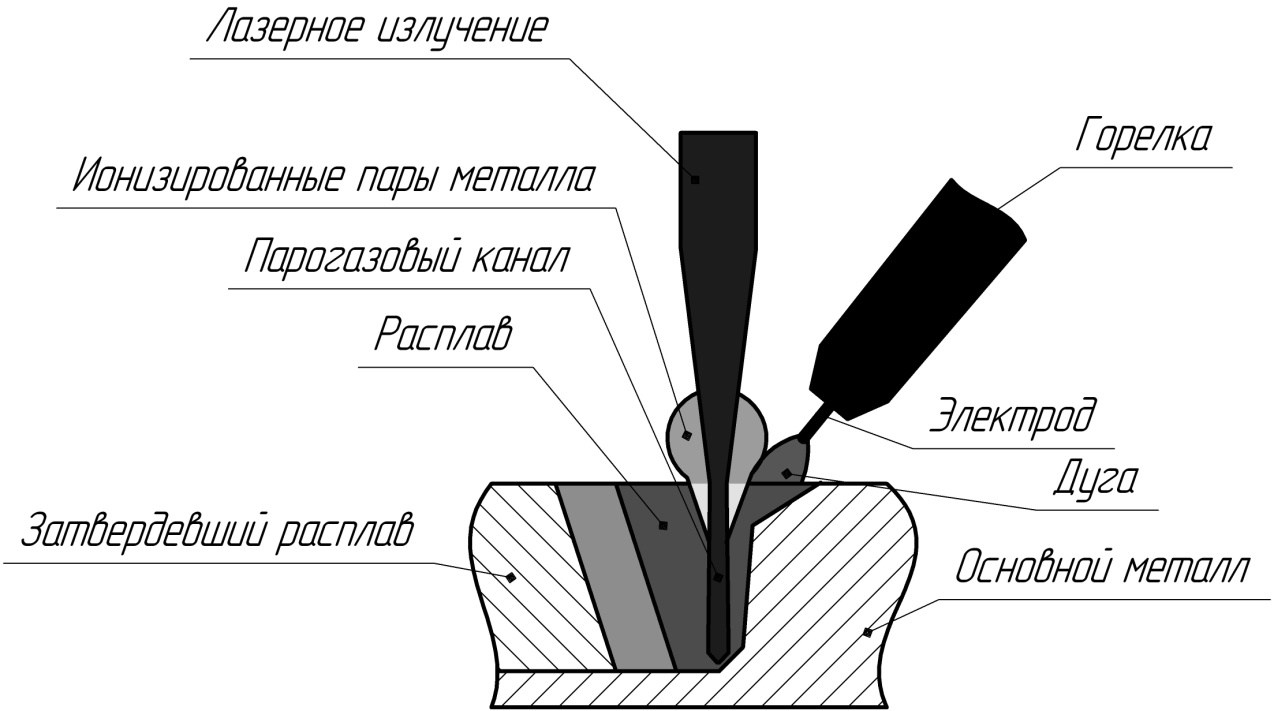 Лазерное излучение
Горелка
Ионизированные пары металла
Парогазовый канал
Расплав
Электрод
Дуга
Затвердевший расплав
Основной металл